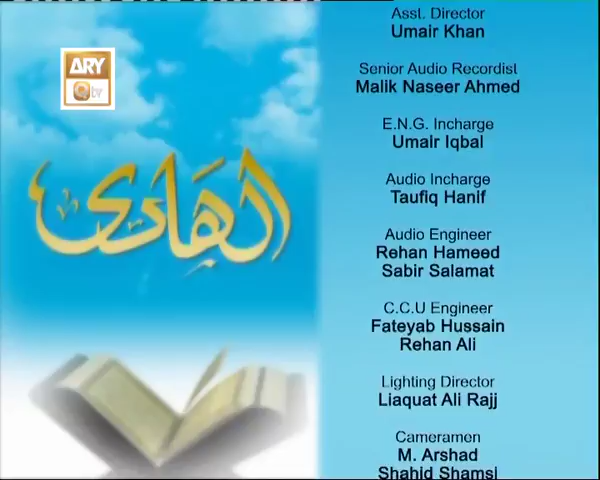 ARY
Qtv
الهادى
Asst. Director
Umair Khan
Senior Audio Recordist
Malik Naseer Ahmed
E.N.G. Incharge
Umair Iqbal
Audio Incharge
Taufiq Hanif
Audio Engineer
Rehan Hameed
Sabir Salamat
C.C.U Engineer
Fateyab Hussain
Rehan Ali
Lighting Director
Liaquat Ali Rajj
Cameramen
M. Arshad
Shahid Shamsi